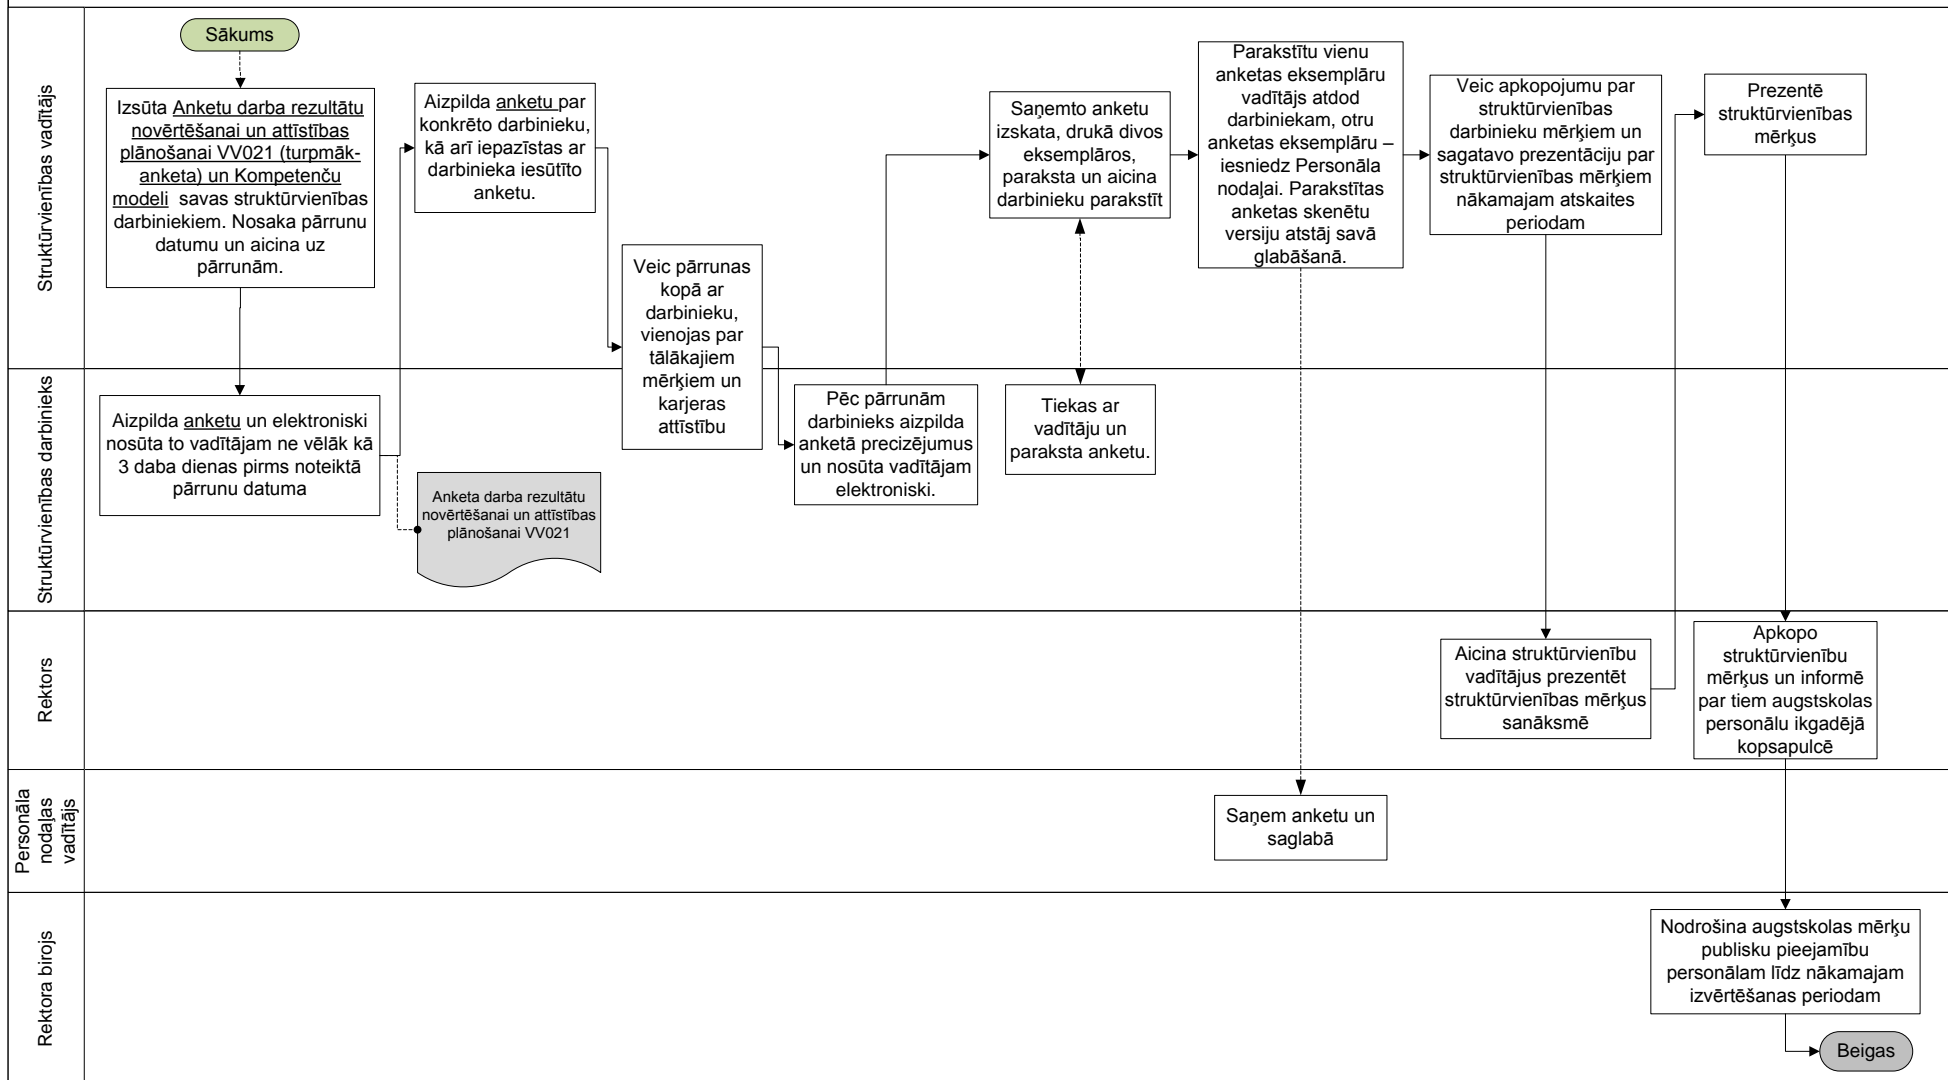 Struktūrvienības vadītājs
Sākums
Izsūta Anketu darba rezultātu
novērtēšanai un attīstības
plānošanai VV021 (turpmāk-
anketa) un Kompetenču
modeli savas struktūrvienības
darbiniekiem. Nosaka pārrunu
datumu un aicina uz
pārrunām.
Aizpilda anketu par
konkrēto darbinieku,
kā arī iepazīstas ar
darbinieka iesūtīto
anketu.
Veic pārrunas
kopā ar
darbinieku,
vienojas par
tālākajiem
mērķiem un
karjeras
attīstību
Saņemto anketu
izskata, drukā divos
eksemplāros,
paraksta un aicina
darbinieku parakstīt
Parakstītu vienu
anketas eksemplāru
vadītājs atdod
darbiniekam, otru
anketas eksemplāru –
iesniedz Personāla
nodaļai. Parakstītas
anketas skenētu
versiju atstāj savā
glabāšanā.
Veic apkopojumu par
struktūrvienības
darbinieku mērķiem un
sagatavo prezentāciju par
struktūrvienības mērķiem
nākamajam atskaites
periodam
Prezentē
struktūrvienības
mērķus
Struktūrvienības darbinieks
Aizpilda anketu un elektroniski
nosūta to vadītājam ne vēlāk kā
3 daba dienas pirms noteiktā
pārrunu datuma
Anketa darba rezultātu
novērtēšanai un attīstības
plānošanai VV021
Pēc pārrunām
darbinieks aizpilda
anketā precizējumus
un nosūta vadītājam
elektroniski.
Tiekas ar
vadītāju un
paraksta anketu.
Rektors
Aicina struktūrvienību
vadītājus prezentēt
struktūrvienības mērķus
sanāksmē
Apkopo
struktūrvienību
mērķus un informē
par tiem augstskolas
personālu ikgadējā
kopsapulcē
Personāla
nodaļas
vadītājs
Saņem anketu un
saglabā
Rektora birojs
Nodrošina augstskolas mērķu
publisku pieejamību
personālam līdz nākamajam
izvērtēšanas periodam
Beigas